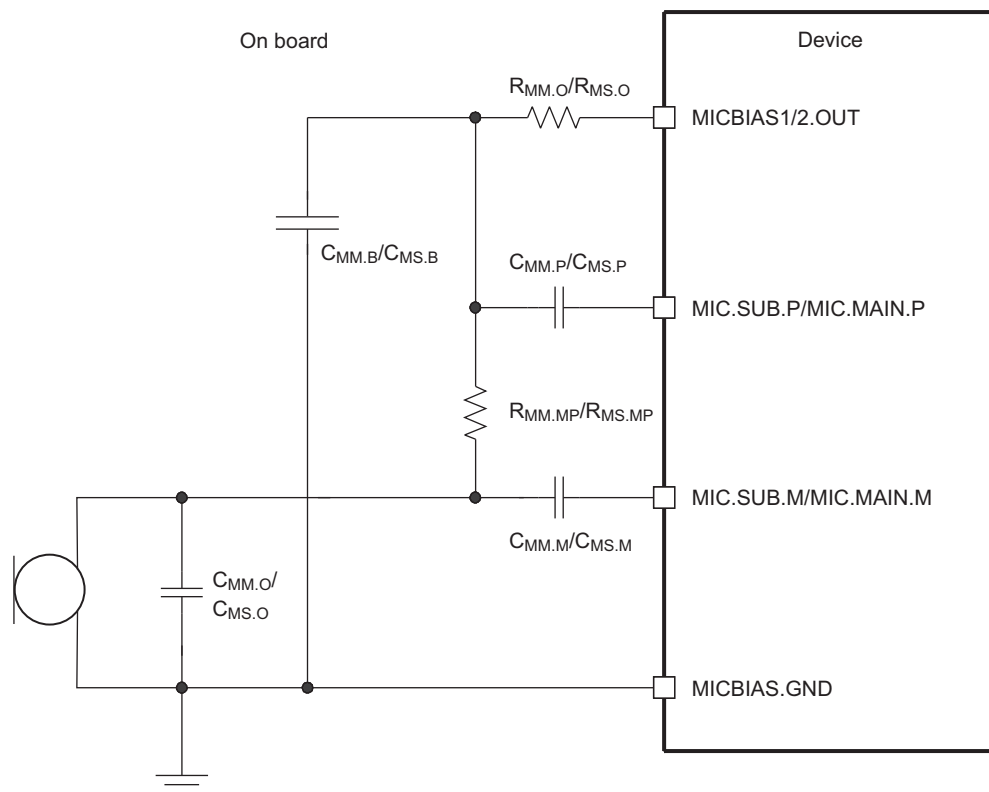 On board
Device
RMM.O/RMS.O
MICBIAS1/2.OUT
CMM.B/CMS.B
CMM.P/CMS.P
MIC.SUB.P/MIC.MAIN.P
RMM.MP/RMS.MP
MIC.SUB.M/MIC.MAIN.M
CMM.M/CMS.M
CMM.O/
CMS.O
MICBIAS.GND